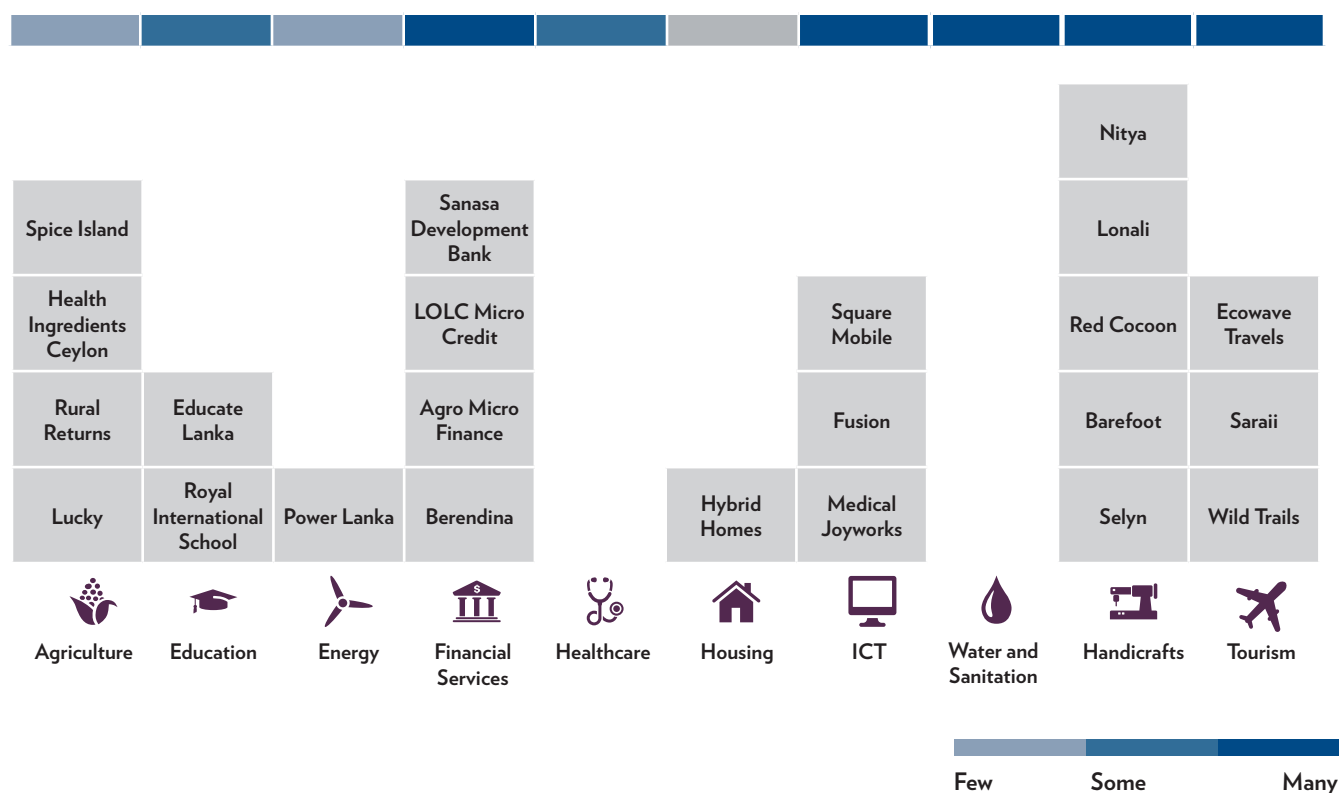 Nitya
Spice Island
Sanasa
Development
Bank
Lonali
Health
Ingredients
Ceylon
LOLC Micro
Credit
Square
Mobile
Red Cocoon
Ecowave
Travels
Rural
Returns
Educate
Lanka
Agro Micro
Finance
Fusion
Barefoot
Saraii
Lucky
Royal
International
School
Power Lanka
Berendina
Hybrid
Homes
Medical
Joyworks
Selyn
Wild Trails
$
Agriculture
Education
Energy
Financial
Services
Healthcare
Housing
ICT
Water and
Sanitation
Handicrafts
Tourism
Few
Some
Many